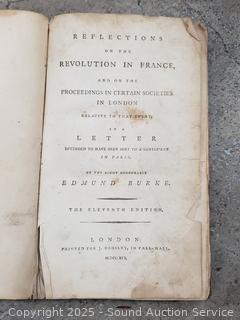 REFLECTIONS
ON THE
REVOLUTION IN FRANCE,
AND ON THE
PROCEEDINGS IN CERTAIN SOCIETIES
IN LONDON
RELATIVE TO THAT EVENT.
IN A
LETTER
INTENDED TO HAVE BEEN SENT TO A GENTLEMAN
IN PARIS.
BY THE RIGHT HONOURABLE
EDMUND BURKE.
THE ELEVENTH EDITION.
LONDON:
PRINTED FOR J. DODSLEY, IN PALL-MALL.
Copyright 2025 - Sound Auction Service